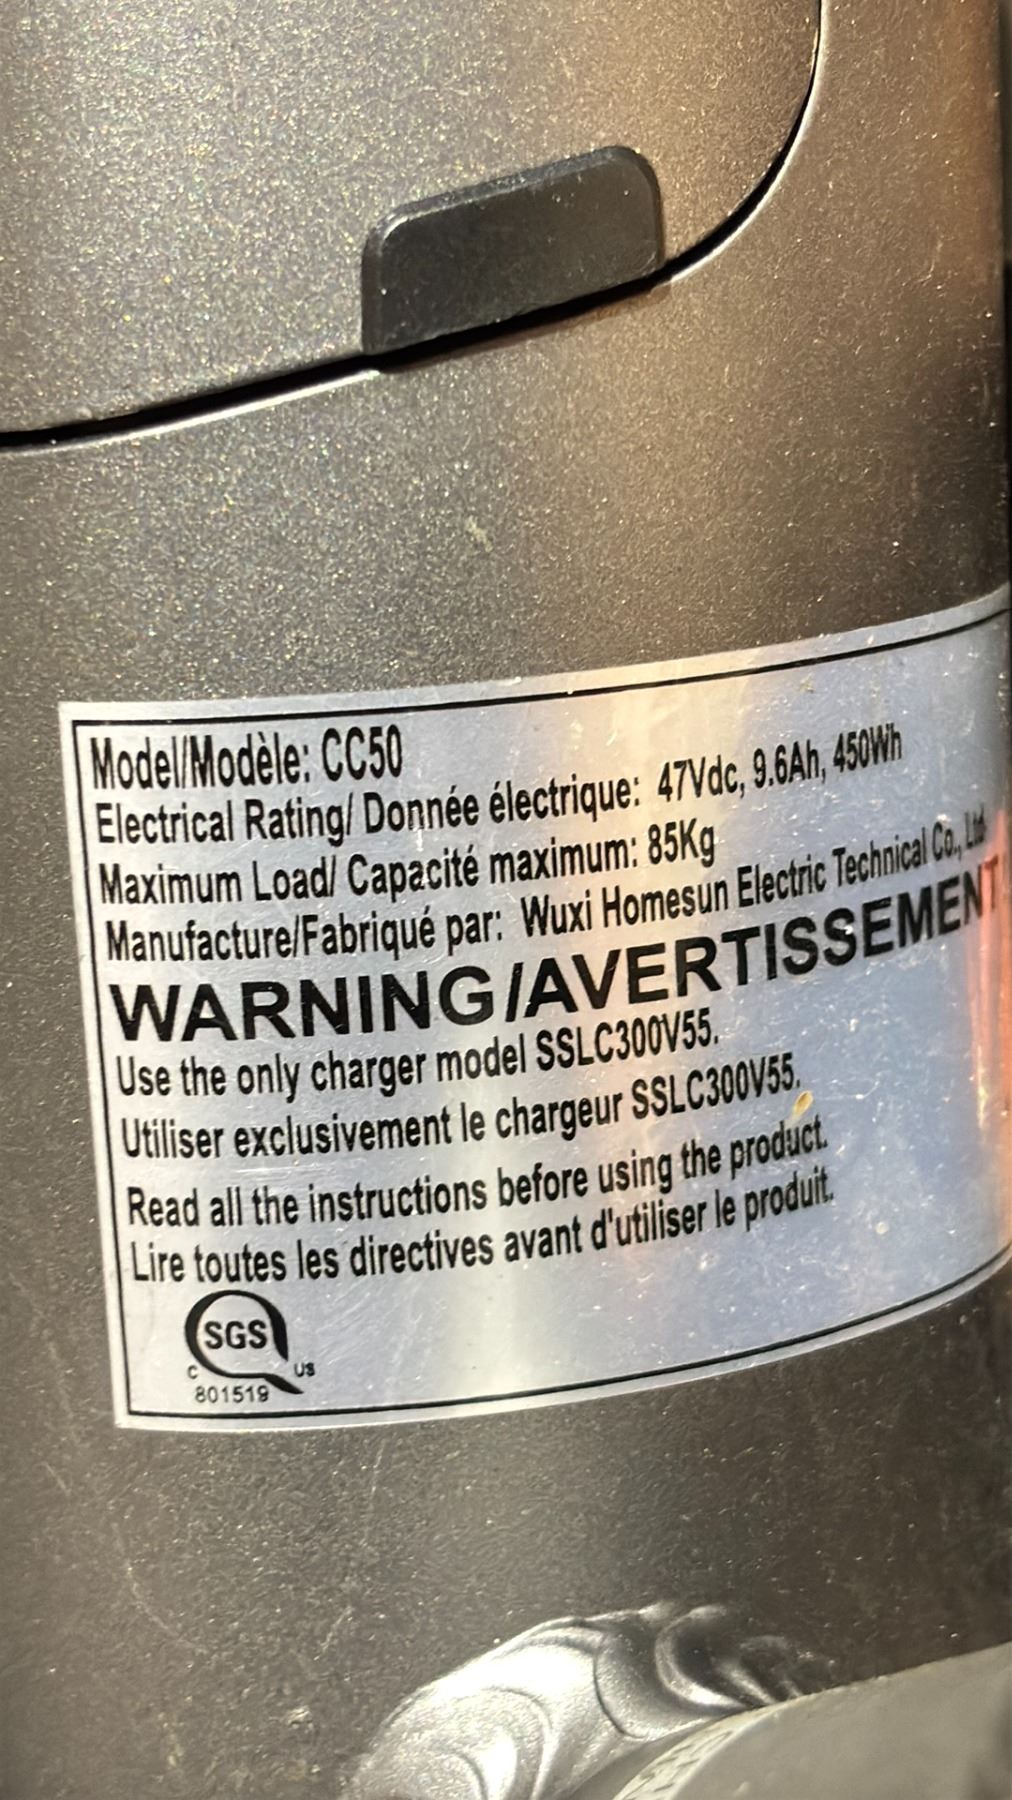 Model/Modèle: CC50
Electrical Rating/ Donnée électrique: 47Vdc, 9.6Ah, 450Wh
Maximum Load/ Capacité maximum: 85Kg
Manufacture/Fabriqué par: Wuxi Homesun Electric Technical Co., Ltd
WARNING/AVERTISSEMENT
Use the only charger model SSLC300V55.
Utiliser exclusivement le chargeur SSLC300V55.
Read all the instructions before using the product.
Lire toutes les directives avant d'utiliser le produit.
SGS
C US
801519